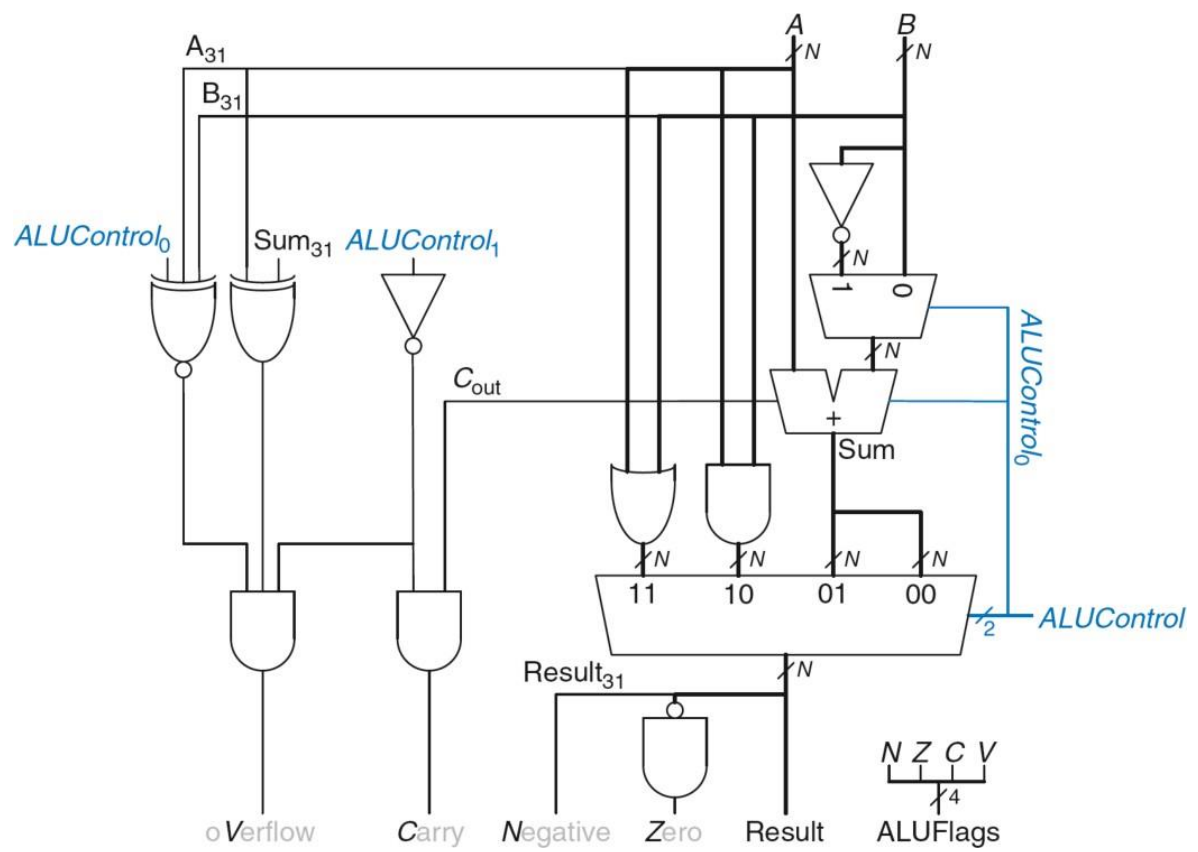 A B
A31 N N
B31
ALUControl0 Sum31 ALUControl1
N
1 0
N
ALUControl0
Cout
+
Sum
N N N N
11 10 01 00
2 ALUControl
Result31 N
N Z C V
4
oVerflow Carry Negative Zero Result ALUFlags